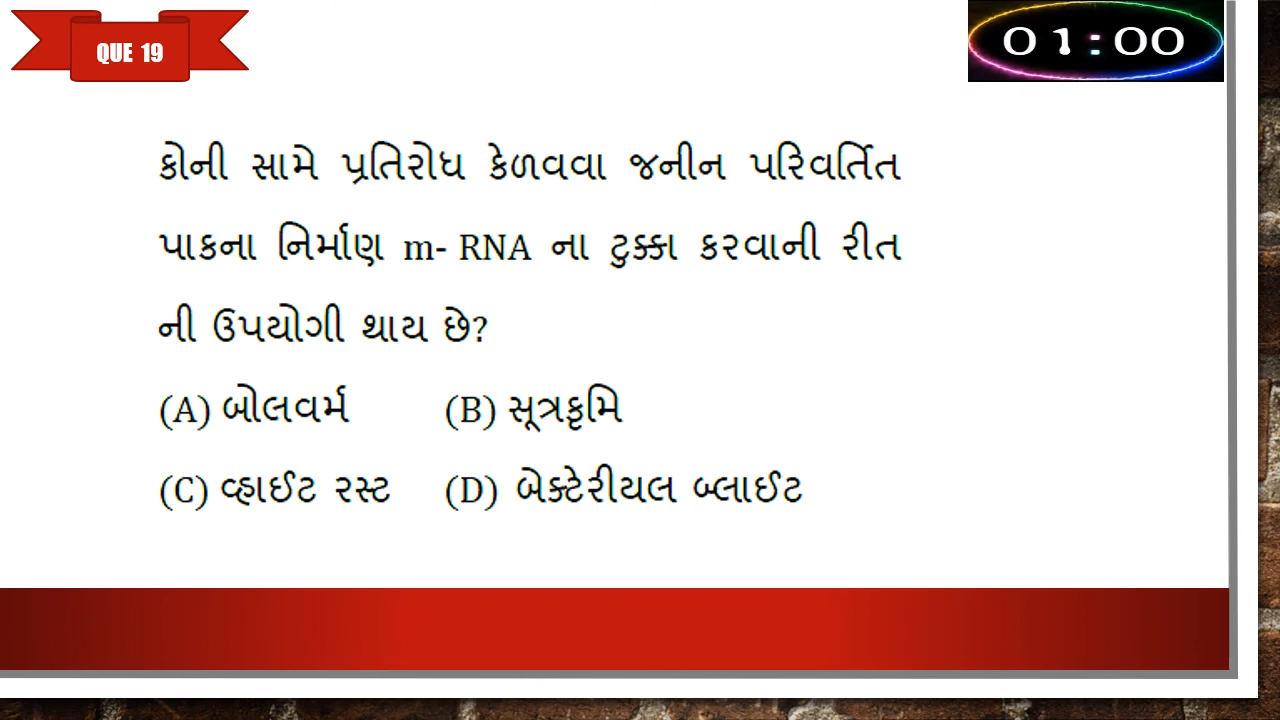 QUE 19
01:00
કોની સામે પ્રતિરોધ કેળવવા જનીન પરિવર્તિત
પાકના નિર્માણ m- RNA ના ટુક્કા કરવાની રીત
ની ઉપયોગી થાય છે?
(A) બોલવર્મ (B) સૂત્રકૃમિ
(C) વ્હાઈટ રસ્ટ (D) બેક્ટેરીયલ બ્લાઈટ